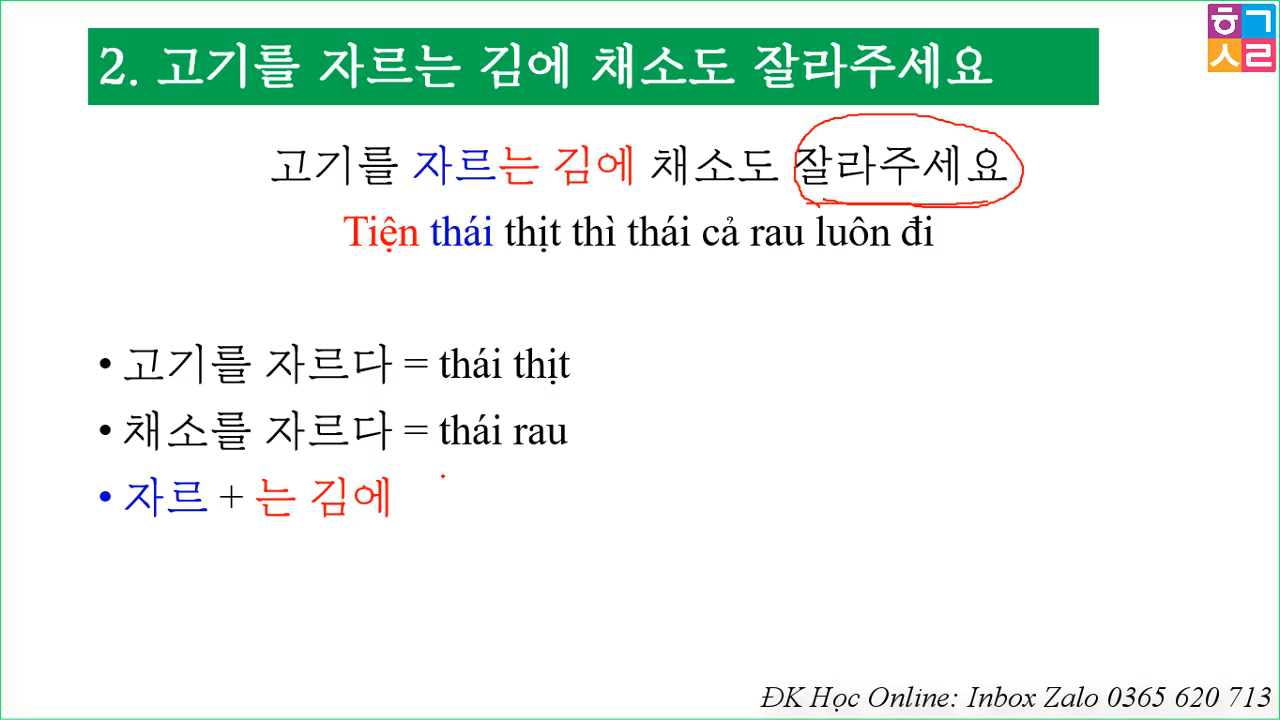 2. 고기를 자르는 김에 채소도 잘라주세요
ㅎㄱ
ㅅㄹ
고기를 자르는 김에 채소도 잘라주세요
Tiện thái thịt thì thái cả rau luôn đi
• 고기를 자르다 = thái thịt
• 채소를 자르다 = thái rau
• 자르 + 는 김에
ĐK Học Online: Inbox Zalo 0365 620 713